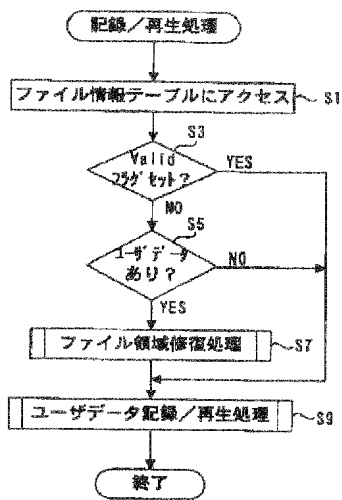 記録／再生処理
ファイル情報テーブルにアクセス S1
S3
Valid YES
フラグセット？
NO
S5
ユーザデータ NO
あり？
YES
ファイル領域修復処理 S7
ユーザデータ記録／再生処理 S9
終了